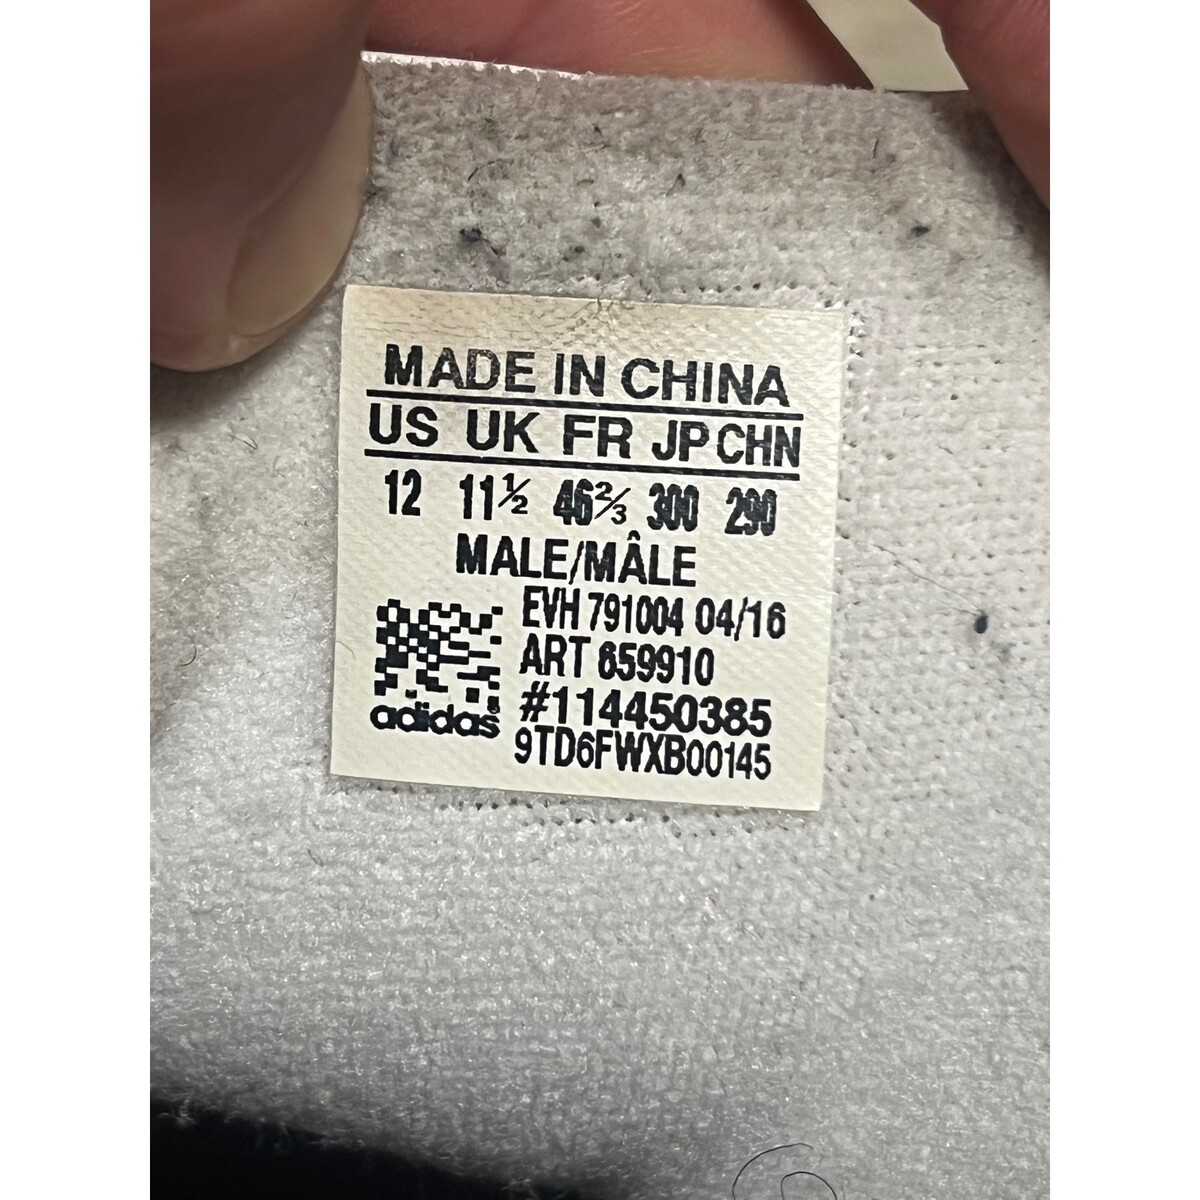 MADE IN CHINA
US UK FR JP CHN
12 11½ 46⅔ 300 290
MALE/MÂLE
EVH 791004 04/16
ART 659910
#114450385
adidas®
9TD6FWXB00145